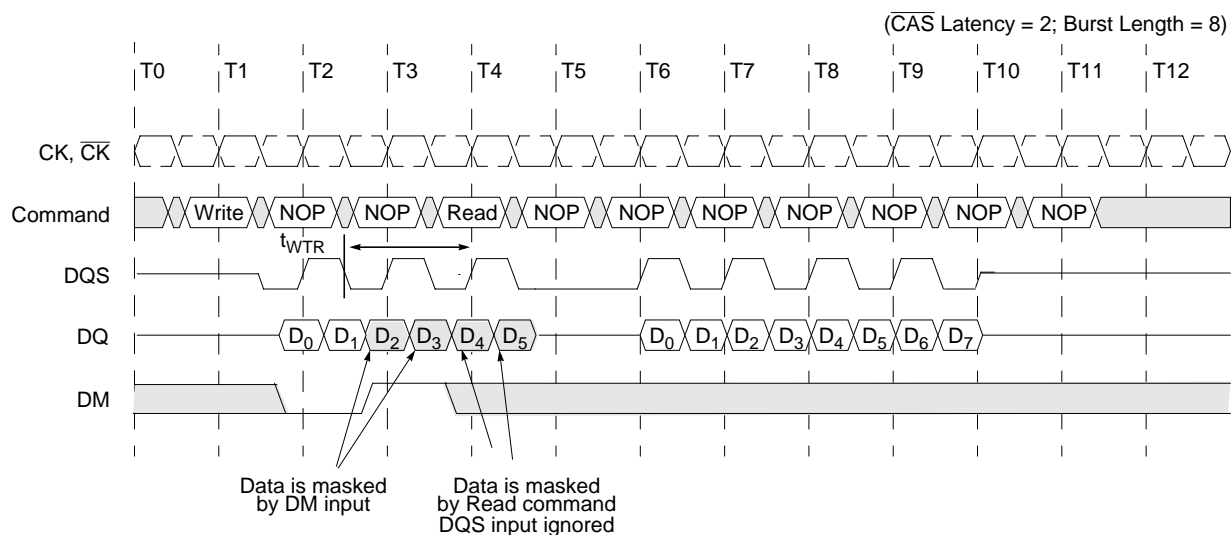 (CAS Latency = 2; Burst Length = 8)
T0 T1 T2 T3 T4 T5 T6 T7 T8 T9 T10 T11 T12
CK, CK
Command Write NOP NOP Read NOP NOP NOP NOP NOP NOP NOP
tWTR
DQS
DQ D0 D1 D2 D3 D4 D5 D0 D1 D2 D3 D4 D5 D6 D7
DM
Data is masked Data is masked
by DM input by Read command
DQS input ignored